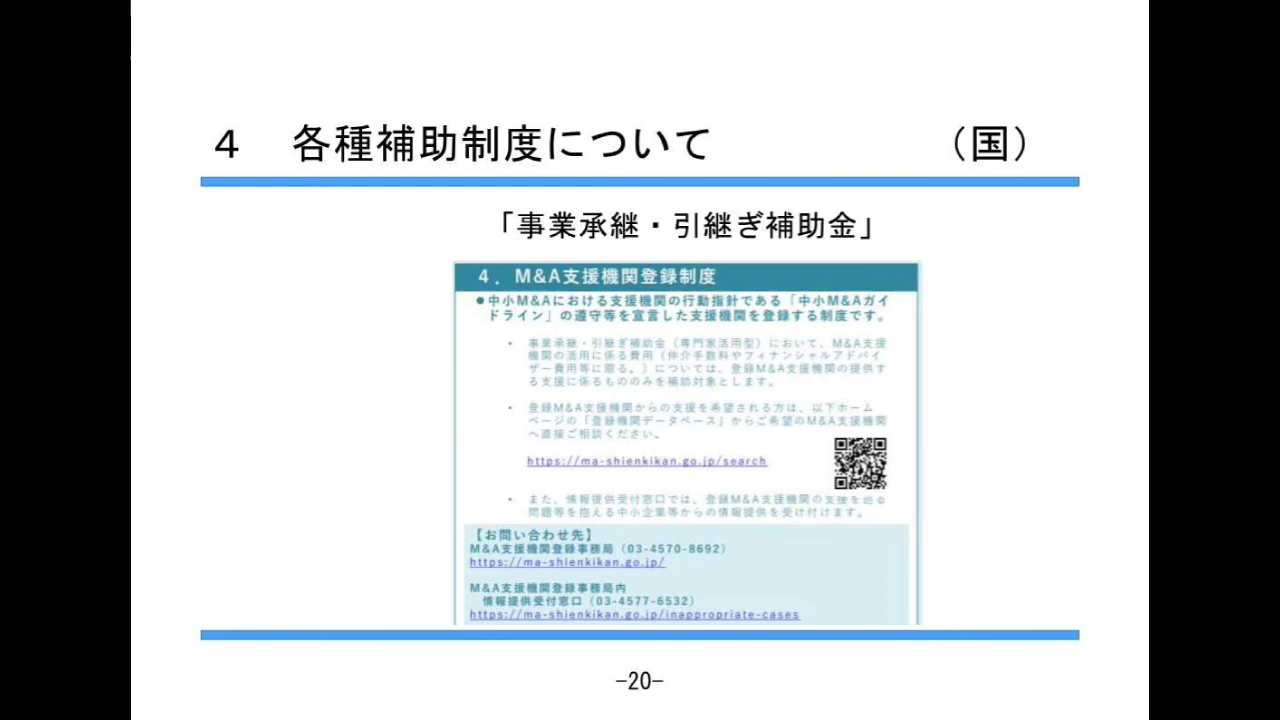 ４　各種補助制度について　（国）
「事業承継・引継ぎ補助金」
４．M&A支援機関登録制度
●中小M&Aにおける支援機関の行動指針である「中小M&Aガイ
ドライン」の遵守等を宣言した支援機関を登録する制度です。
・ 事業承継・引継ぎ補助金（専門家活用型）において、M&A支援
機関の活用に係る費用（仲介手数料やフィナンシャルアドバイ
ザー費用等に限る。）については、登録M&A支援機関の提供す
る支援に係るもののみを補助対象とします。
・ 登録M&A支援機関からの支援を希望される方は、以下ホーム
ページの「登録機関データベース」からご希望のM&A支援機関
へ直接ご相談ください。
https://ma-shienkikan.go.jp/search
・ また、情報提供受付窓口では、登録M&A支援機関の支援を巡る
問題等を抱える中小企業等からの情報提供を受け付けます。
【お問い合わせ先】
M&A支援機関登録事務局（03-4570-8692）
https://ma-shienkikan.go.jp/
M&A支援機関登録事務局内
情報提供受付窓口（03-4577-6532）
https://ma-shienkikan.go.jp/inappropriate-cases
-20-